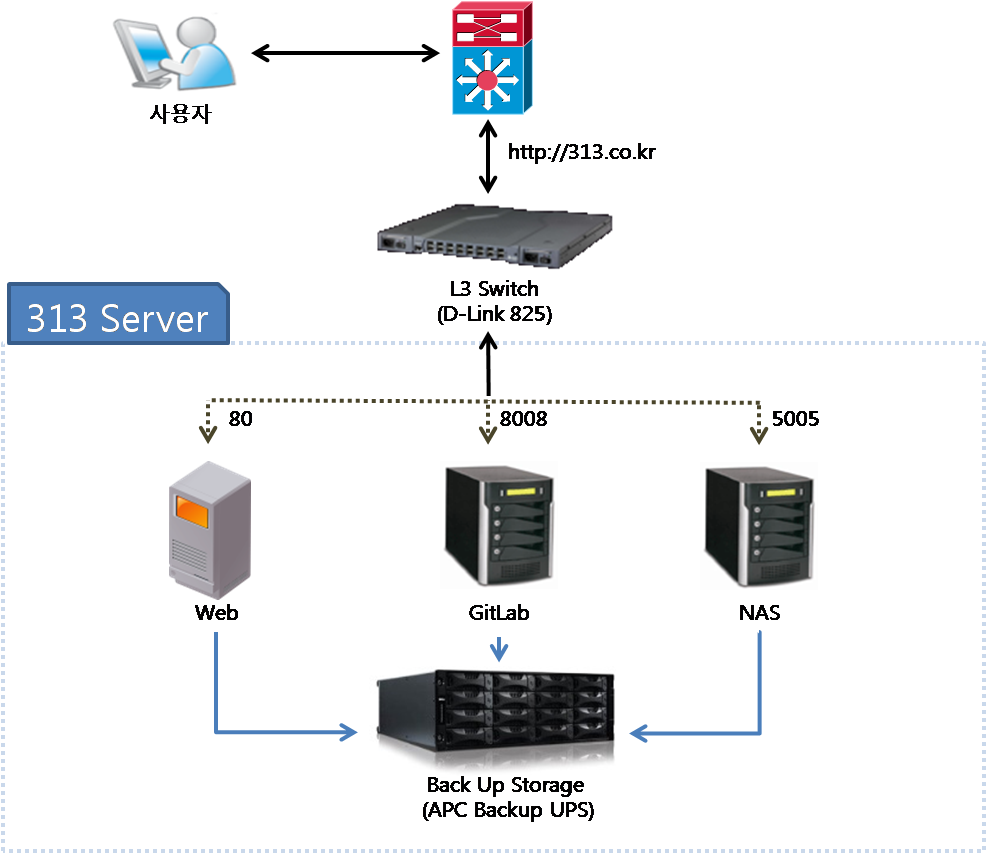 사용자
http://313.co.kr
L3 Switch
(D-Link 825)
313 Server
80
8008
5005
Web
GitLab
NAS
Back Up Storage
(APC Backup UPS)